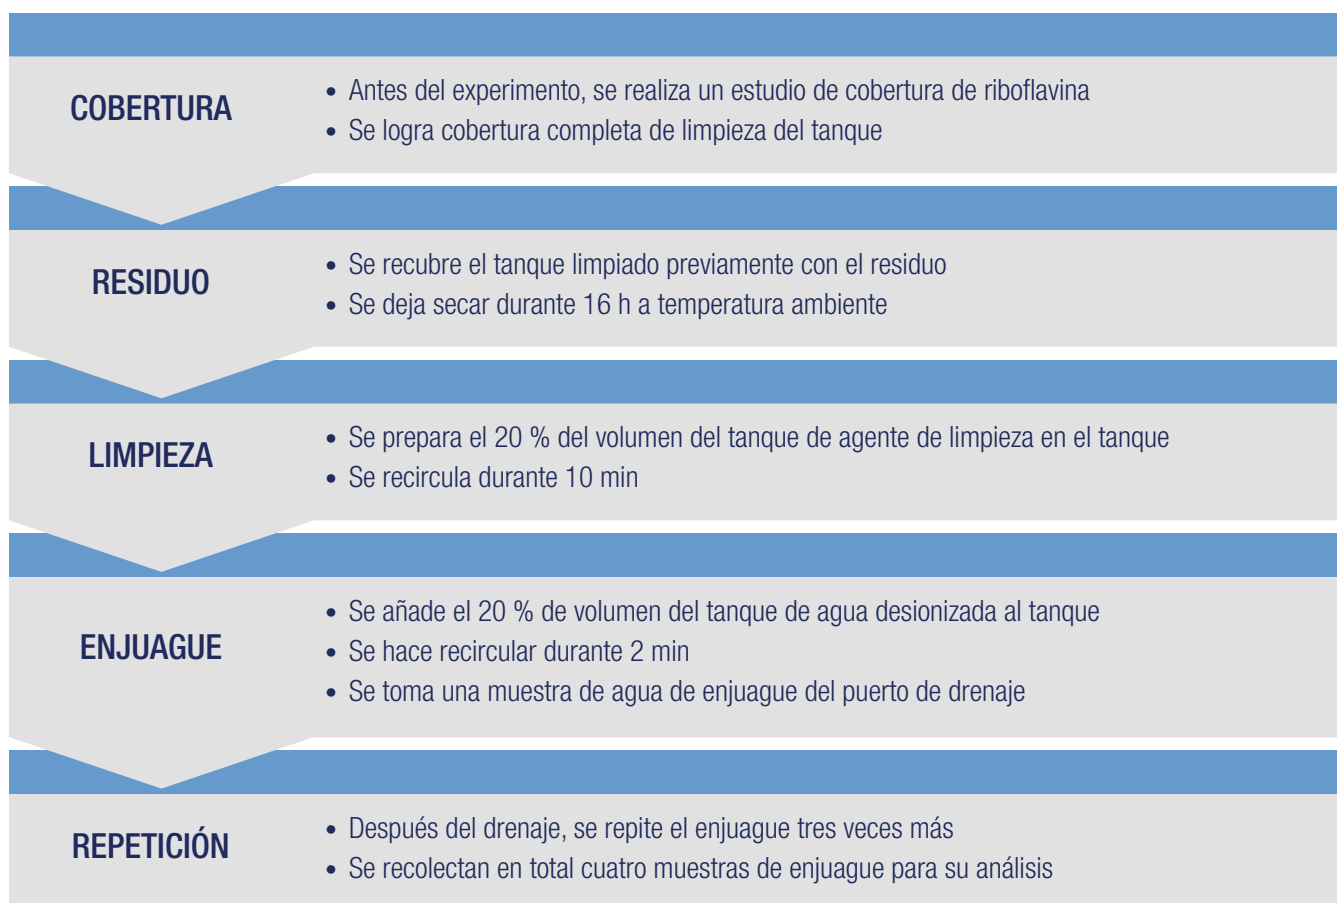 COBERTURA
• Antes del experimento, se realiza un estudio de cobertura de riboflavina
• Se logra cobertura completa de limpieza del tanque
RESIDUO
• Se recubre el tanque limpiado previamente con el residuo
• Se deja secar durante 16 h a temperatura ambiente
LIMPIEZA
• Se prepara el 20 % del volumen del tanque de agente de limpieza en el tanque
• Se recircula durante 10 min
ENJUAGUE
• Se añade el 20 % de volumen del tanque de agua desionizada al tanque
• Se hace recircular durante 2 min
• Se toma una muestra de agua de enjuague del puerto de drenaje
REPETICIÓN
• Después del drenaje, se repite el enjuague tres veces más
• Se recolectan en total cuatro muestras de enjuague para su análisis